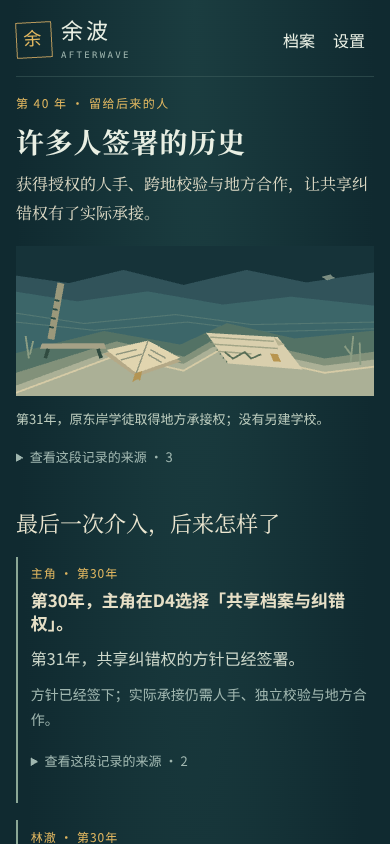 余
余波
AFTERWAVE
档案 设置
第 40 年 · 留给后来的人
许多人签署的历史
获得授权的人手、跨地校验与地方合作，让共享纠
错权有了实际承接。
第31年，原东岸学徒取得地方承接权；没有另建学校。
▶ 查看这段记录的来源 · 3
最后一次介入，后来怎样了
主角 · 第30年
第30年，主角在D4选择「共享档案与纠错
权」。
第31年，共享纠错权的方针已经签署。
方针已经签下；实际承接仍需人手、独立校验与地方合
作。
▶ 查看这段记录的来源 · 2
林澈 · 第30年